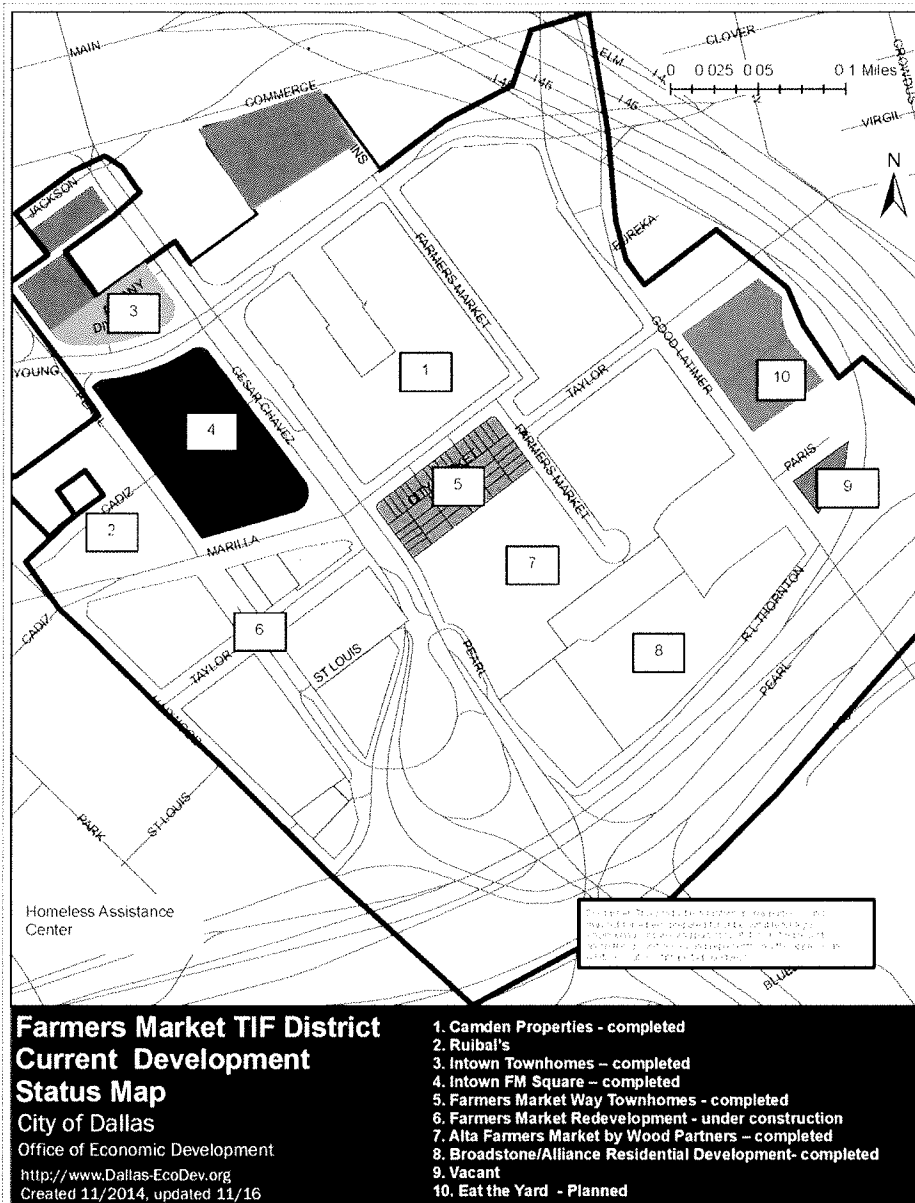 MAIN
COMMERCE
ELM
I-45
I-45
CLOVER
CROWDUS
VIRGIL
0 0.025 0.05 0.1 Miles
N
JACKSON
EUREKA
FARMERS MARKET
3
YOUNG
CESAR CHAVEZ
GOOD LATIMER
1
TAYLOR
10
4
FARMERS MARKET
PARIS
5
9
CADIZ
2
MARILLA
7
CADIZ
6
TAYLOR
ST LOUIS
PEARL
8
R L THORNTON
PEARL
PARK
ST LOUIS
Homeless Assistance
Center
Farmers Market TIF District
Current Development
Status Map
City of Dallas
Office of Economic Development
http://www.Dallas-EcoDev.org
Created 11/2014, updated 11/16
1. Camden Properties - completed
2. Ruibal's
3. Intown Townhomes – completed
4. Intown FM Square – completed
5. Farmers Market Way Townhomes - completed
6. Farmers Market Redevelopment - under construction
7. Alta Farmers Market by Wood Partners – completed
8. Broadstone/Alliance Residential Development- completed
9. Vacant
10. Eat the Yard - Planned